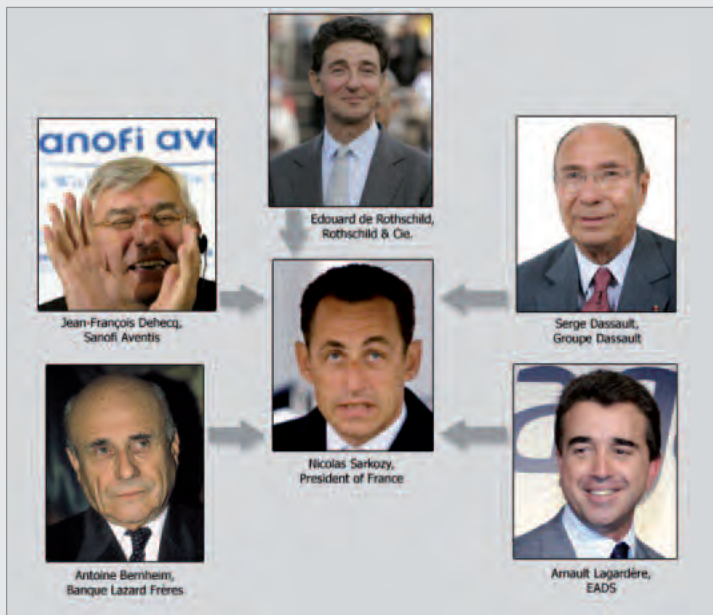 anofi ave
Edouard de Rothschild,
Rothschild & Cie.
Jean-François Dehecq,
Sanofi Aventis
Serge Dassault,
Groupe Dassault
Nicolas Sarkozy,
President of France
Antoine Bernheim,
Banque Lazard Frères
Arnault Lagardère,
EADS